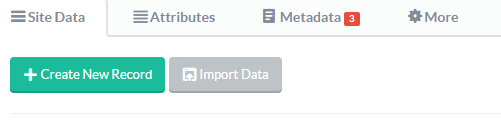 Site Data Attributes Metadata 3 More
Create New Record Import Data